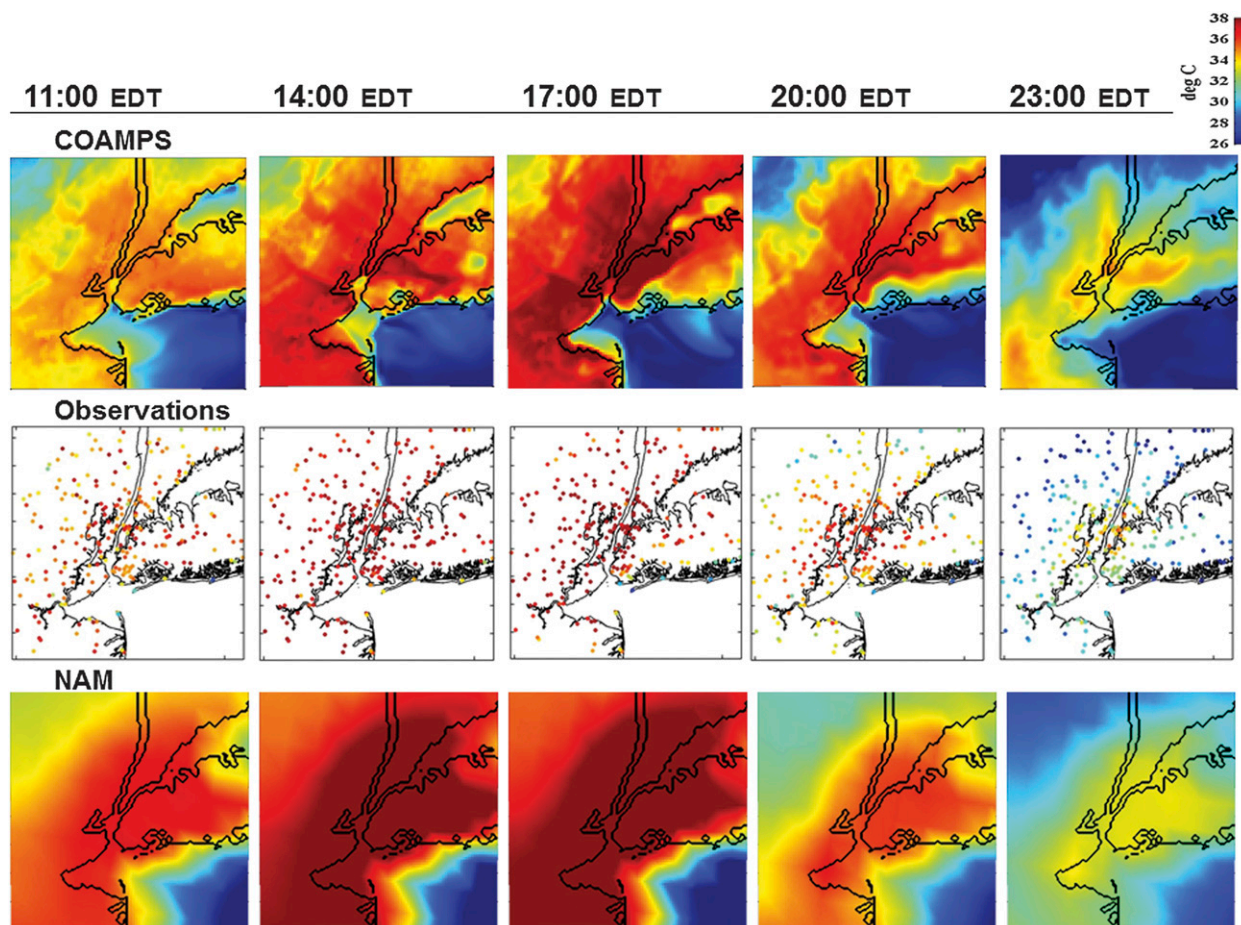 38
36
34
32
30
28
26
deg C
11:00 EDT 14:00 EDT 17:00 EDT 20:00 EDT 23:00 EDT
COAMPS
Observations
NAM